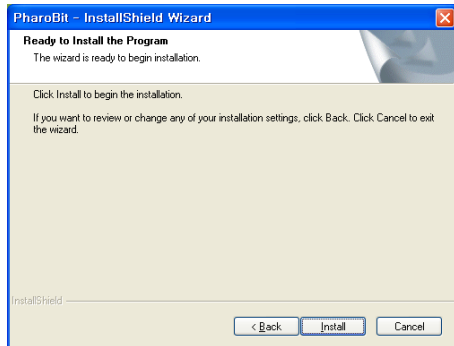 PharoBit - InstallShield Wizard
Ready to Install the Program
The wizard is ready to begin installation.
Click Install to begin the installation.
If you want to review or change any of your installation settings, click Back. Click Cancel to exit
the wizard.
InstallShield
< Back
Install
Cancel